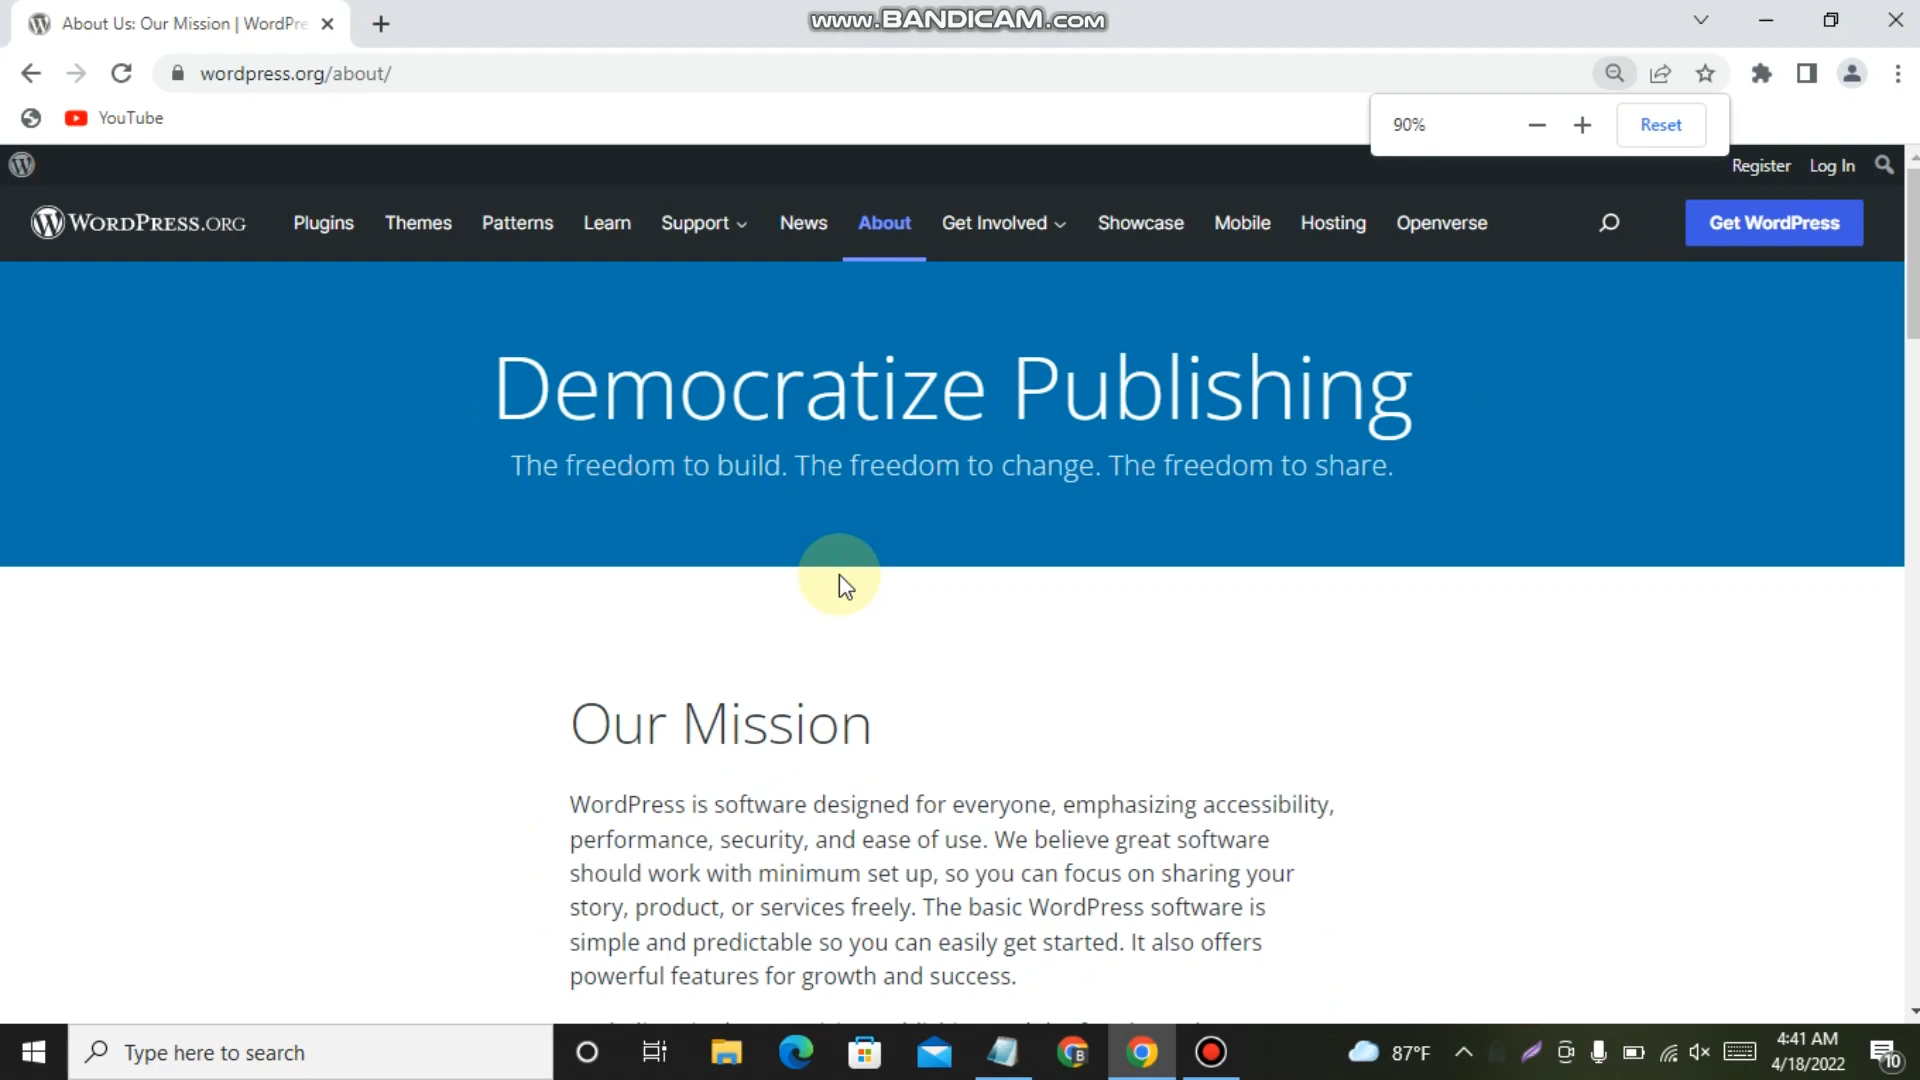 About Us: Our Mission | WordPre
www.BANDICAM.com
wordpress.org/about/
YouTube
90%
Reset
Register Log In
WORDPRESS.ORG Plugins Themes Patterns Learn Support News About Get Involved Showcase Mobile Hosting Openverse Get WordPress
Democratize Publishing
The freedom to build. The freedom to change. The freedom to share.
Our Mission
WordPress is software designed for everyone, emphasizing accessibility,
performance, security, and ease of use. We believe great software
should work with minimum set up, so you can focus on sharing your
story, product, or services freely. The basic WordPress software is
simple and predictable so you can easily get started. It also offers
powerful features for growth and success.
Type here to search
87°F
4:41 AM
4/18/2022
10